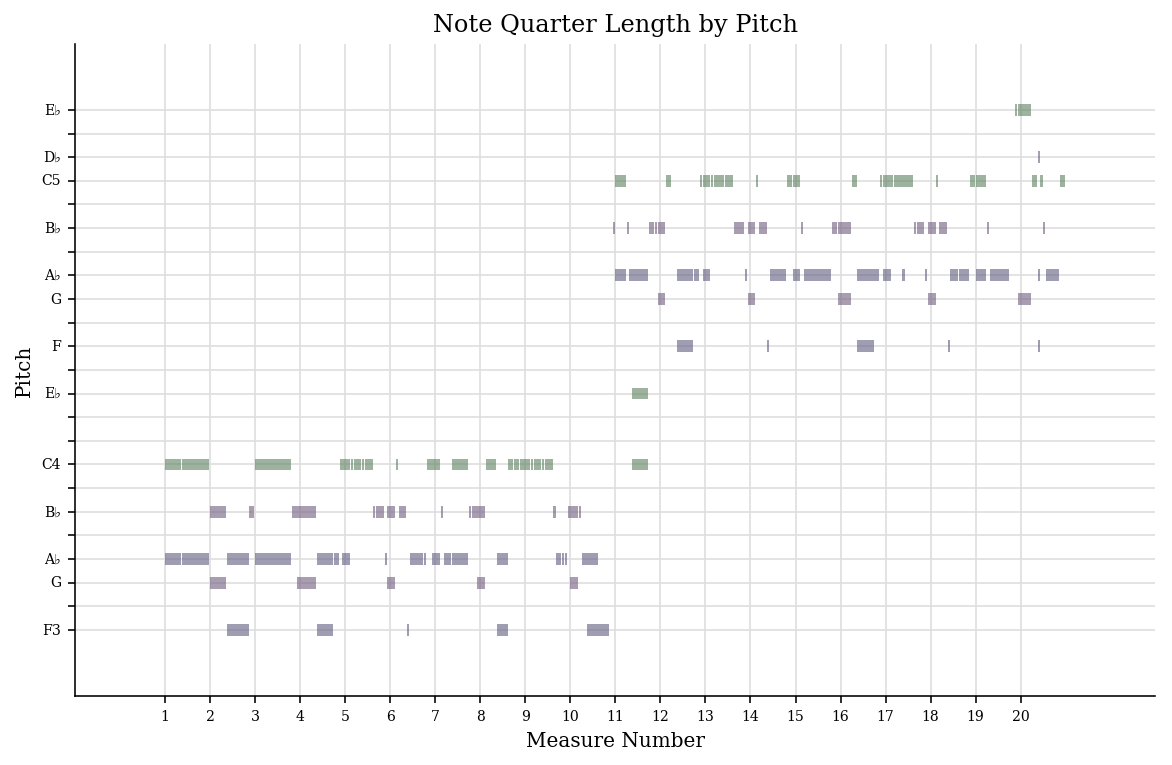 Note Quarter Length by Pitch
E♭
D♭
C5
B♭
A♭
G
F
E♭
C4
B♭
A♭
G
F3
Pitch
1 2 3 4 5 6 7 8 9 10 11 12 13 14 15 16 17 18 19 20
Measure Number